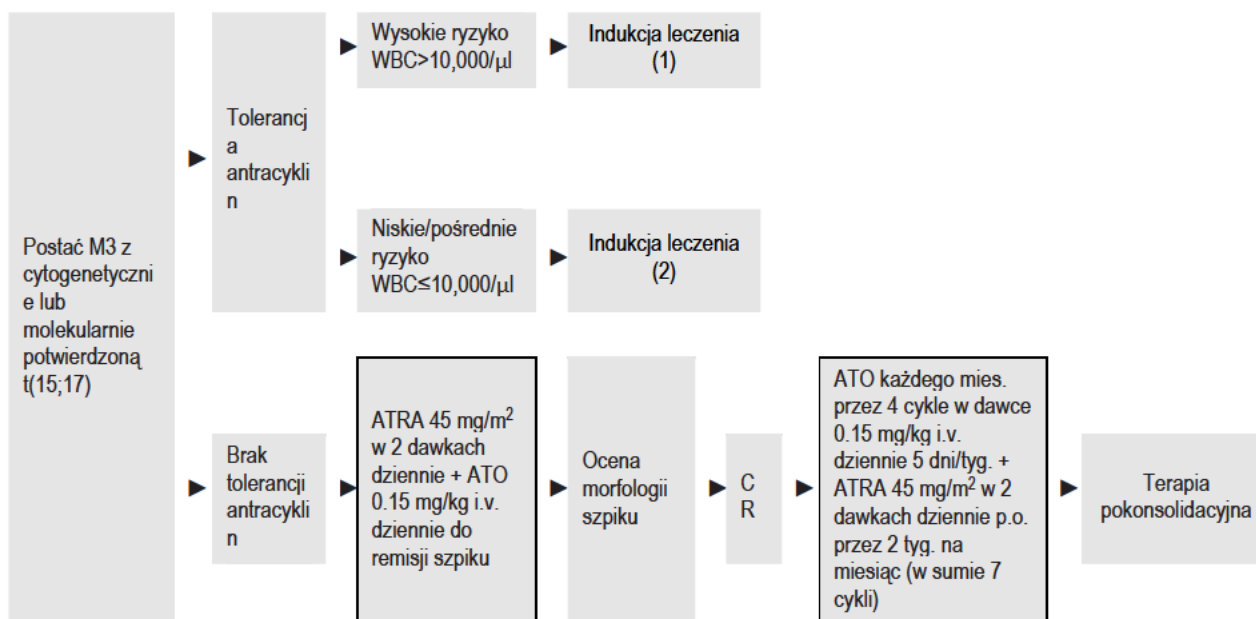 Postać M3 z
cytogenetyczni
e lub
molekularnie
potwierdzoną
t(15;17)
Tolerancj
a
antracyklin
n
Wysokie ryzyko
WBC>10,000/μl
Indukcja leczenia
(1)
Niskie/pośrednie
ryzyko
WBC≤10,000/μl
Indukcja leczenia
(2)
Brak
tolerancji
antracykli
n
ATRA 45 mg/m²
w 2 dawkach
dziennie + ATO
0.15 mg/kg i.v.
dziennie do
remisji szpiku
Ocena
morfologii
szpiku
C
R
ATO każdego mies.
przez 4 cykle w dawce
0.15 mg/kg i.v.
dziennie 5 dni/tyg. +
ATRA 45 mg/m² w 2
dawkach dziennie p.o.
przez 2 tyg. na
miesiąc (w sumie 7
cykli)
Terapia
pokonsolidacyjna